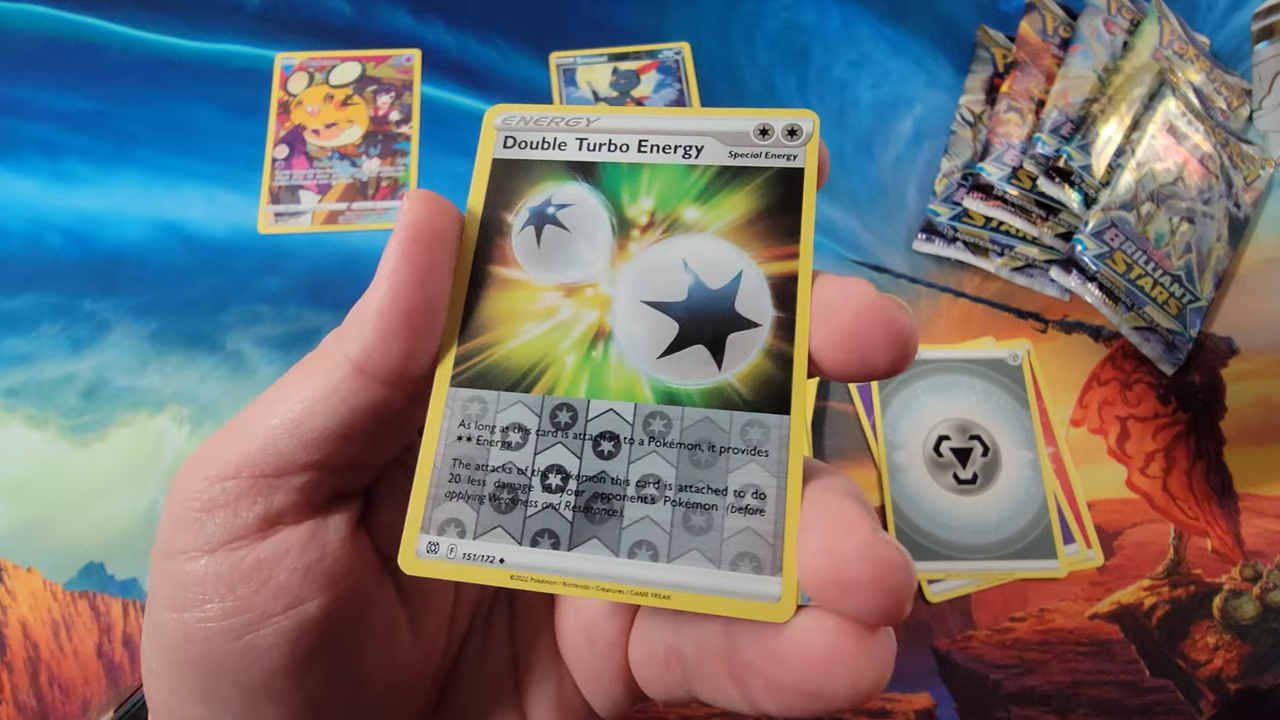 Sneasel
ENERGY
Double Turbo Energy
Special Energy
As long as this card is attached to a Pokémon, it provides
Energy.
The attacks of the Pokémon this card is attached to do
20 less damage to your opponent's Pokémon (before
applying Weakness and Resistance).
F 151/172
©2022 Pokémon / Nintendo / Creatures / GAME FREAK
BRILLIANT
STARS